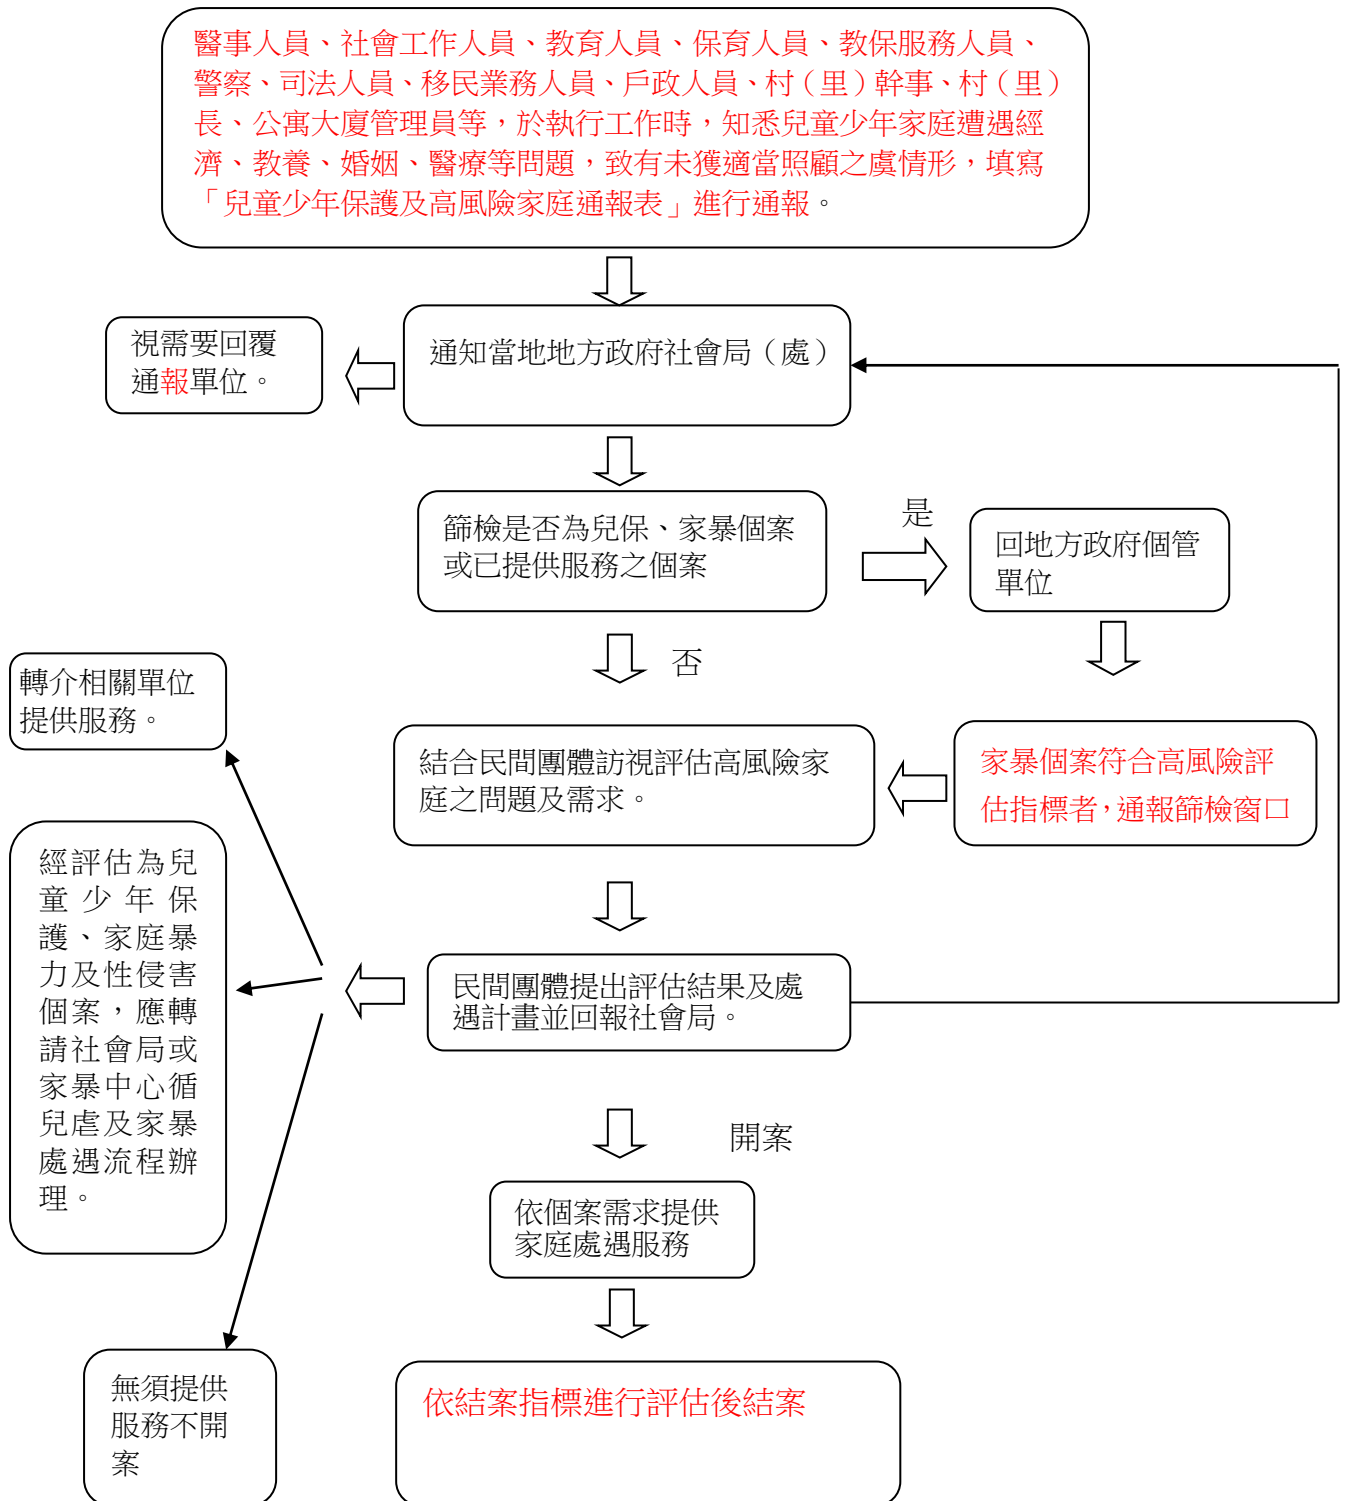 醫事人員、社會工作人員、教育人員、保育人員、教保服務人員、
警察、司法人員、移民業務人員、戶政人員、村（里）幹事、村（里）
長、公寓大廈管理員等，於執行工作時，知悉兒童少年家庭遭遇經
濟、教養、婚姻、醫療等問題，致有未獲適當照顧之虞情形，填寫
「兒童少年保護及高風險家庭通報表」進行通報。
視需要回覆
通報單位。
通知當地地方政府社會局（處）
篩檢是否為兒保、家暴個案
或已提供服務之個案
是
回地方政府個管
單位
否
轉介相關單位
提供服務。
結合民間團體訪視評估高風險家
庭之問題及需求。
家暴個案符合高風險評
估指標者，通報篩檢窗口
經評估為兒
童少年保
護、家庭暴
力及性侵害
個案，應轉
請社會局或
家暴中心循
兒虐及家暴
處遇流程辦
理。
民間團體提出評估結果及處
遇計畫並回報社會局。
開案
依個案需求提供
家庭處遇服務
無須提供
服務不開
案
依結案指標進行評估後結案